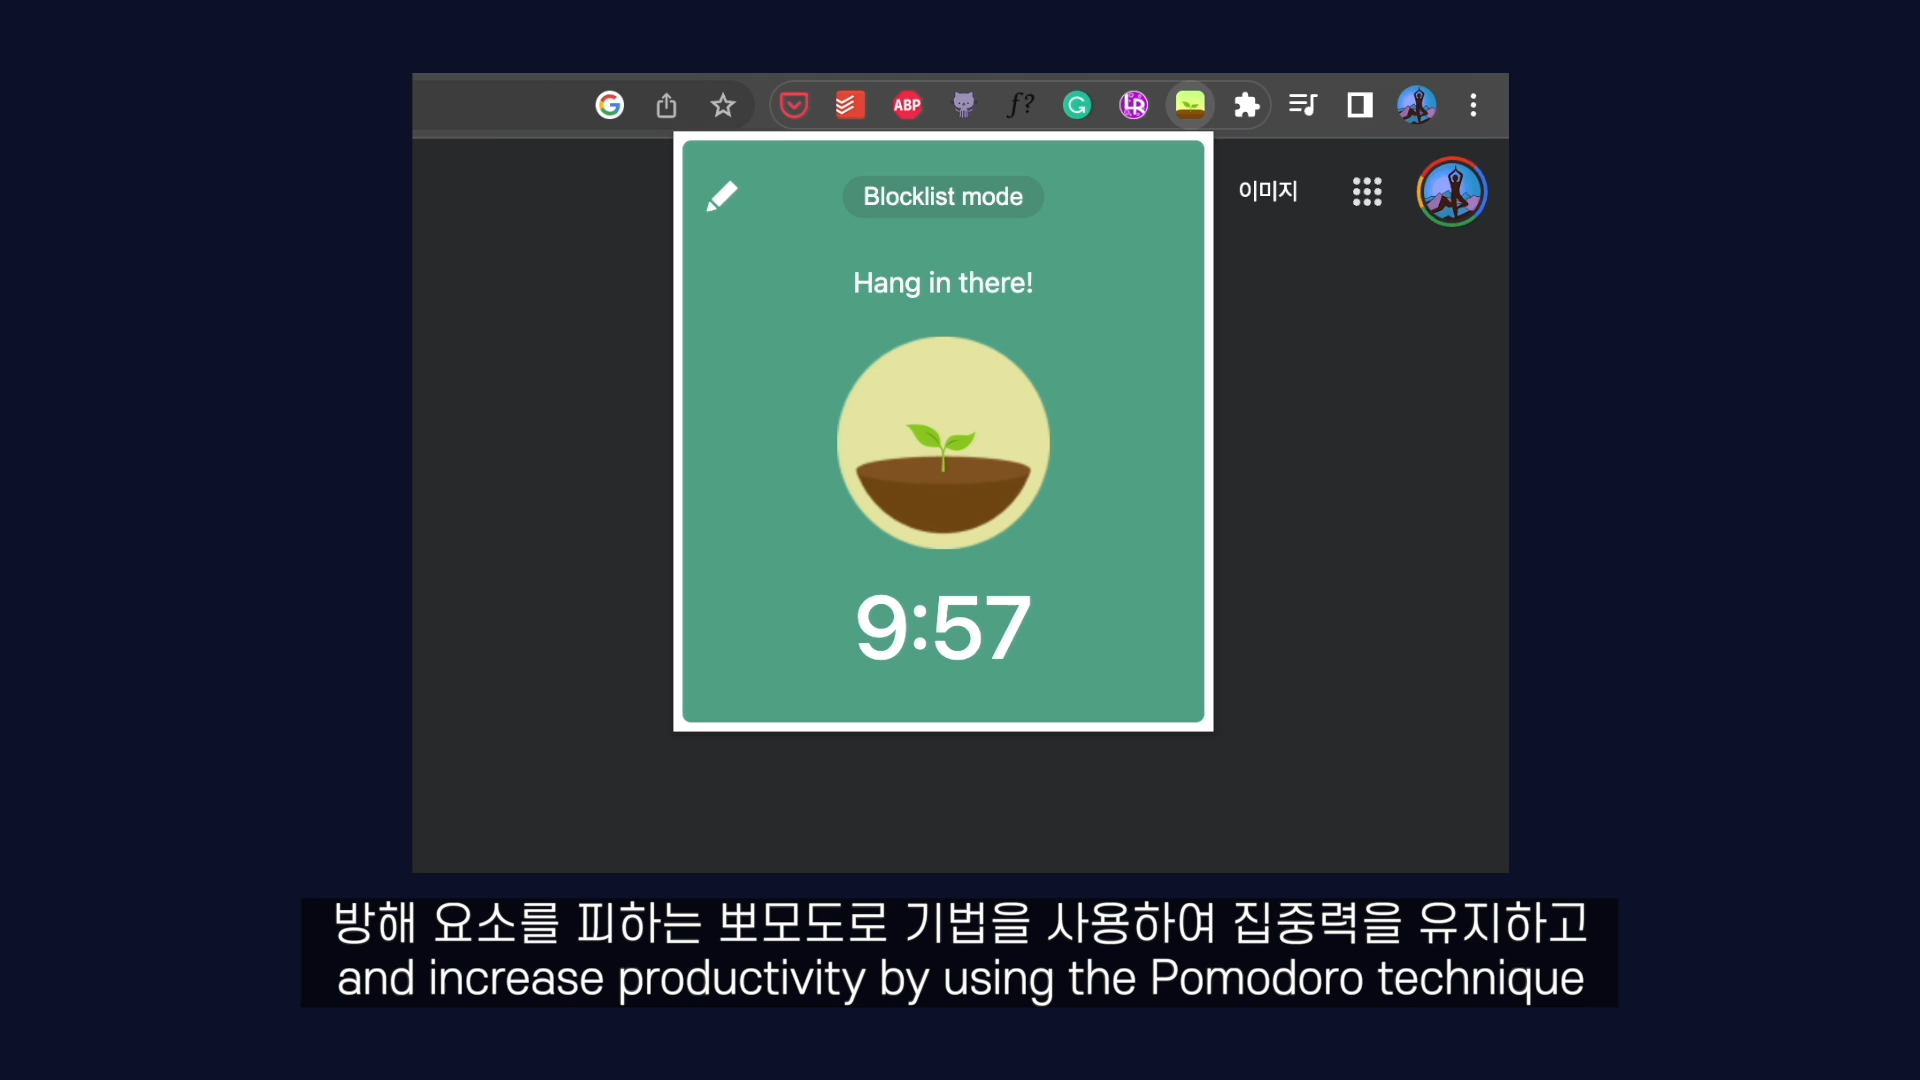 ABP
f?
LR
Blocklist mode
이미지
Hang in there!
9:57
방해 요소를 피하는 뽀모도로 기법을 사용하여 집중력을 유지하고
and increase productivity by using the Pomodoro technique